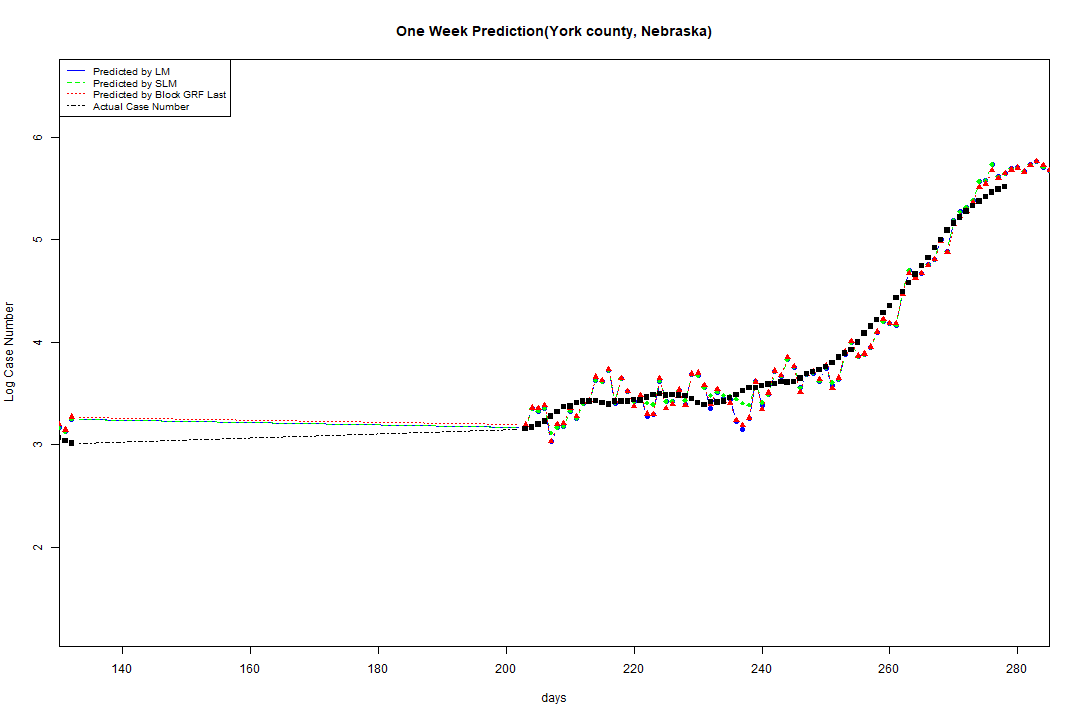 One Week Prediction(York county, Nebraska)
Predicted by LM
Predicted by SLM
Predicted by Block GRF Last
Actual Case Number
6
5
4
3
2
Log Case Number
140 160 180 200 220 240 260 280
days